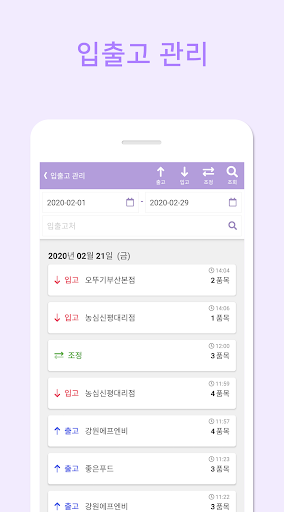 입출고 관리
입출고 관리
출고 입고 조정 조회
2020-02-01 - 2020-02-29
입출고처
2020년 02월 21일 (금)
14:04
입고 오뚜기부산본점 2 품목
14:06
입고 농심신평대리점 1 품목
12:00
조정 3 품목
11:59
입고 농심신평대리점 4 품목
11:57
출고 강원에프엔비 4 품목
11:23
출고 좋은푸드 3 품목
11:22
출고 강원에프엔비 3 품목